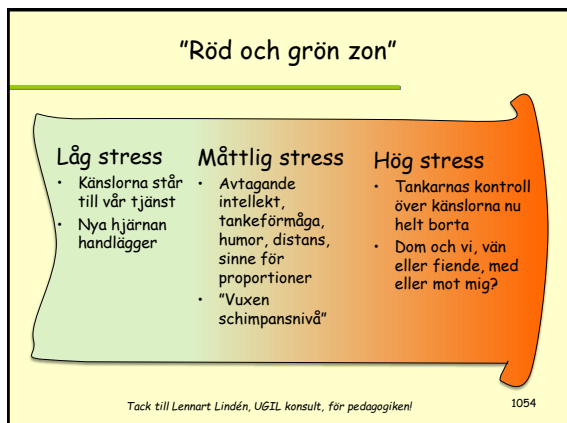 "Röd och grön zon"
Låg stress
• Känslorna står
till vår tjänst
• Nya hjärnan
handlägger
Måttlig stress
• Avtagande
intellekt,
tankeförmåga,
humor, distans,
sinne för
proportioner
• "Vuxen
schimpansnivå"
Hög stress
• Tankarnas kontroll
över känslorna nu
helt borta
• Dom och vi, vän
eller fiende, med
eller mot mig?
Tack till Lennart Lindén, UGIL konsult, för pedagogiken!
1054